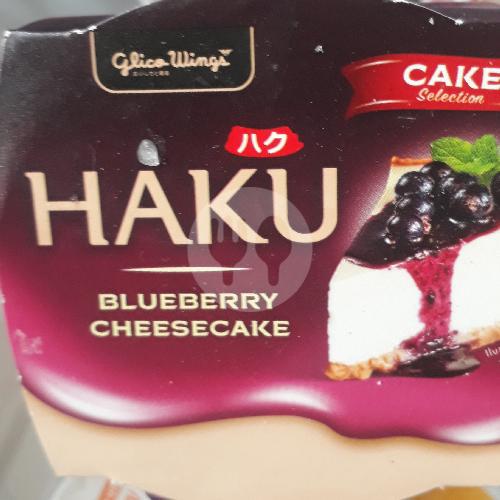 Glico Wings
CAKE
Selection
ハク
HAKU
BLUEBERRY
CHEESECAKE